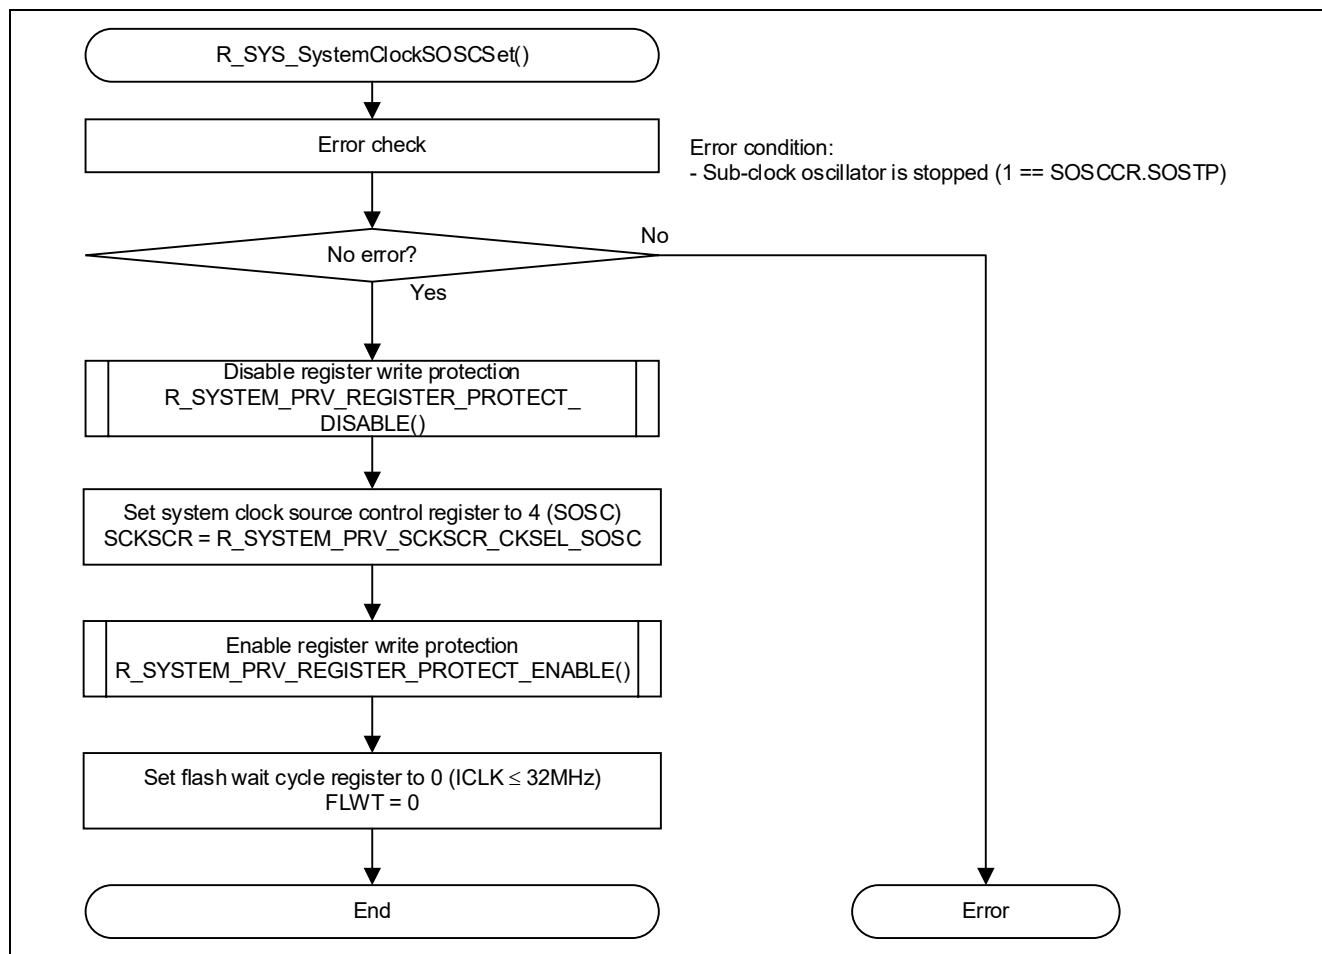 R_SYS_SystemClockSOSCSet()
Error check
Error condition:
- Sub-clock oscillator is stopped (1 == SOSCCR.SOSTP)
No error?
No
Yes
Disable register write protection
R_SYSTEM_PRV_REGISTER_PROTECT_
DISABLE()
Set system clock source control register to 4 (SOSC)
SCKSCR = R_SYSTEM_PRV_SCKSCR_CKSEL_SOSC
Enable register write protection
R_SYSTEM_PRV_REGISTER_PROTECT_ENABLE()
Set flash wait cycle register to 0 (ICLK ≤ 32MHz)
FLWT = 0
End
Error